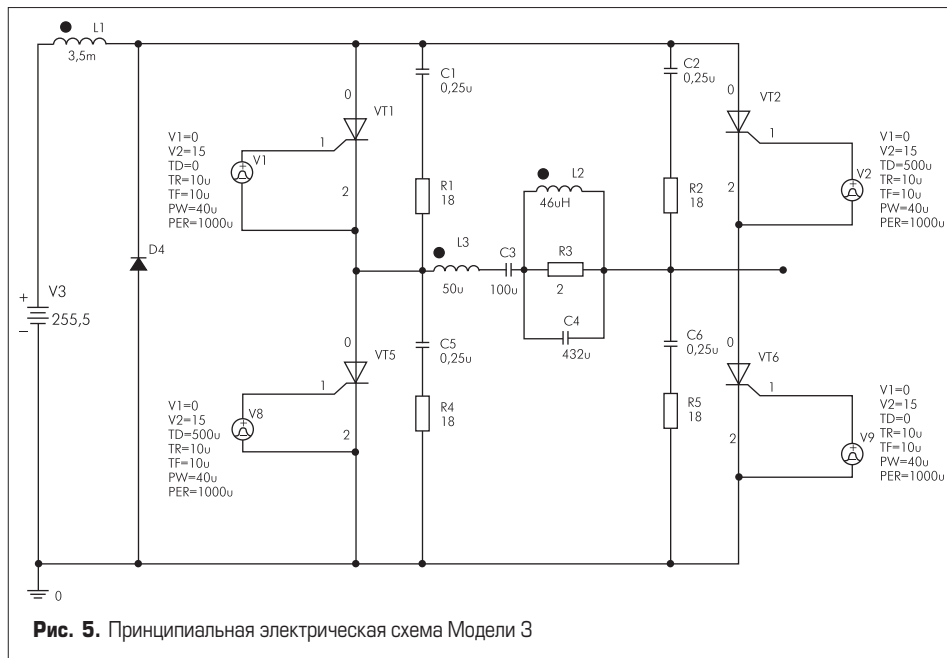 L1
3,5m
C1
0,25u
C2
0,25u
0
VT1
0
VT2
1
1
V1=0
V2=15
TD=0
TR=10u
TF=10u
PW=40u
PER=1000u
V1
2
R1
18
L2
46uH
R2
18
2
V2
V1=0
V2=15
TD=500u
TR=10u
TF=10u
PW=40u
PER=1000u
D4
L3
50u
C3
100u
R3
2
V3
+
–
255,5
C4
432u
0
VT5
C5
0,25u
C6
0,25u
0
VT6
1
1
V1=0
V2=15
TD=500u
TR=10u
TF=10u
PW=40u
PER=1000u
V8
2
R4
18
R5
18
2
V9
V1=0
V2=15
TD=0
TR=10u
TF=10u
PW=40u
PER=1000u
0
Рис. 5. Принципиальная электрическая схема Модели 3